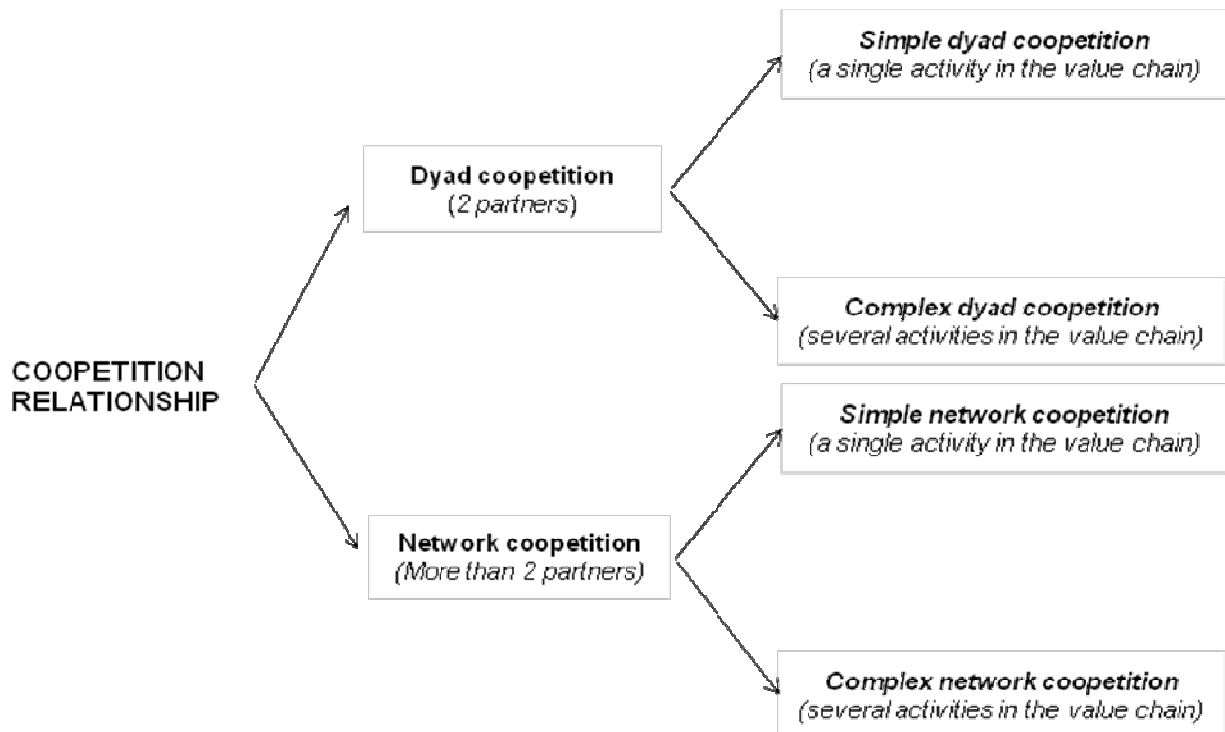 Simple dyad coopetition
(a single activity in the value chain)
Dyad coopetition
(2 partners)
Complex dyad coopetition
(several activities in the value chain)
COOPETITION
RELATIONSHIP
Simple network coopetition
(a single activity in the value chain)
Network coopetition
(More than 2 partners)
Complex network coopetition
(several activities in the value chain)